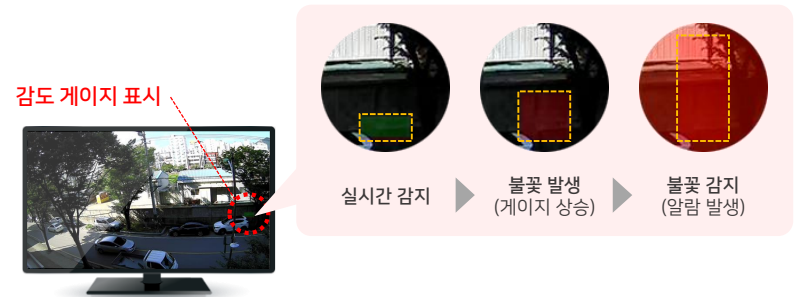 감도 게이지 표시
실시간 감지
불꽃 발생
(게이지 상승)
불꽃 감지
(알람 발생)